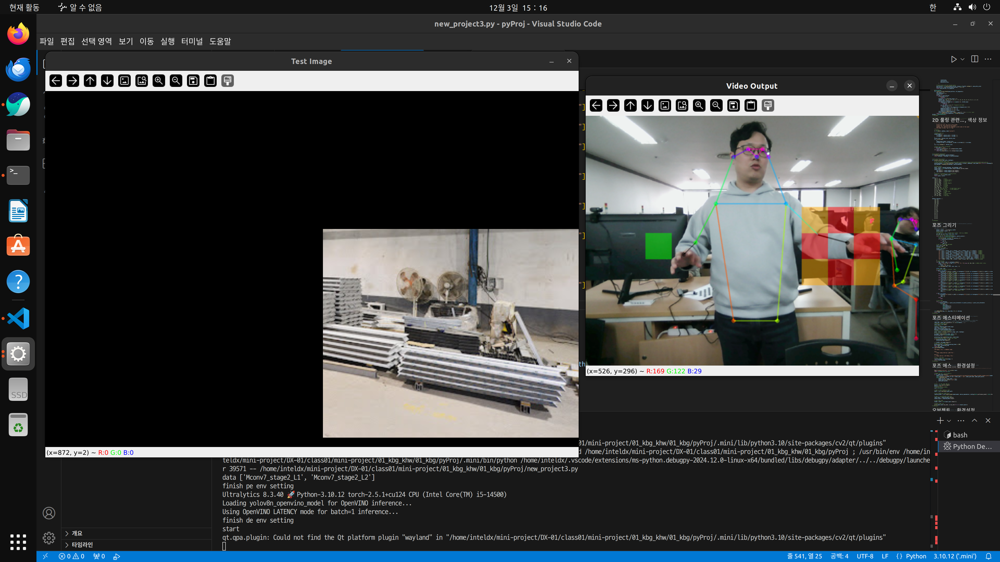 현재 활동
알 수 없음
12월 3일 15 : 16
한
new_project3.py - pyProj - Visual Studio Code
파일 편집 선택 영역 보기 이동 실행 터미널 도움말
Test Image
Video Output
"]
"]
"]
"]
"]
"]
"]
th
2D 풀링 관련..., 색상 정보
포즈 그리기
포즈 에스티메이션
포즈 에스...환경설정
(x=526, y=296) ~ R:169 G:122 B:29
(x=872, y=2) ~ R:0 G:0 B:0
SSD
bash
Python De...
01/mini-project/01_kbg_khw/01_kbg/pyProj/.mini/lib/python3.10/site-packages/cv2/qt/plugins"
d /home/inteldx/mini-project/DX-01/class01/mini-project/01_kbg_khw/01_kbg/pyProj ; /usr/bin/env /home/in
teldx/mini-project/DX-01/class01/mini-project/01_kbg_khw/01_kbg/pyProj/.mini/bin/python /home/inteldx/.vscode/extensions/ms-python.debugpy-2024.12.0-linux-x64/bundled/libs/debugpy/adapter/../../debugpy/launche
r 39571 -- /home/inteldx/mini-project/DX-01/class01/mini-project/01_kbg_khw/01_kbg/pyProj/new_project3.py
data ['Mconv7_stage2_L1', 'Mconv7_stage2_L2']
finish pe env setting
Ultralytics 8.3.40 🚀 Python-3.10.12 torch-2.5.1+cu124 CPU (Intel Core(TM) i5-14500)
Loading yolov8n_openvino_model for OpenVINO inference...
Using OpenVINO LATENCY mode for batch=1 inference...
finish de env setting
start
qt.qpa.plugin: Could not find the Qt platform plugin "wayland" in "/home/inteldx/mini-project/DX-01/class01/mini-project/01_kbg_khw/01_kbg/pyProj/.mini/lib/python3.10/site-packages/cv2/qt/plugins"
개요
타임라인
0 0 0
줄 541, 열 25 공백: 4 UTF-8 LF { } Python 3.10.12 ('.mini')